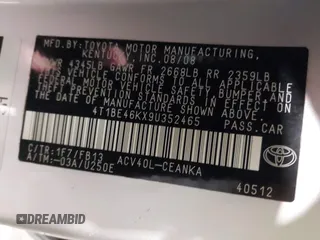 MFD.BY:TOYOTA MOTOR MANUFACTURING,
KENTUCKY,INC.08/08
GVWR 4345LB GAWR FR 2668LB RR 2359LB
THIS VEHICLE CONFORMS TO ALL APPLICABLE
FEDERAL MOTOR VEHICLE SAFETY, BUMPER, AND
THEFT PREVENTION STANDARDS IN EFFECT ON
THE DATE OF MANUFACTURE SHOWN ABOVE.
4T1BE46KX9U352465 PASS.CAR
C/TR:1F7/FB13 ACV40L-CEANKA
A/TM:-03A/U250E
TOYOTA
40512
DREAMBID